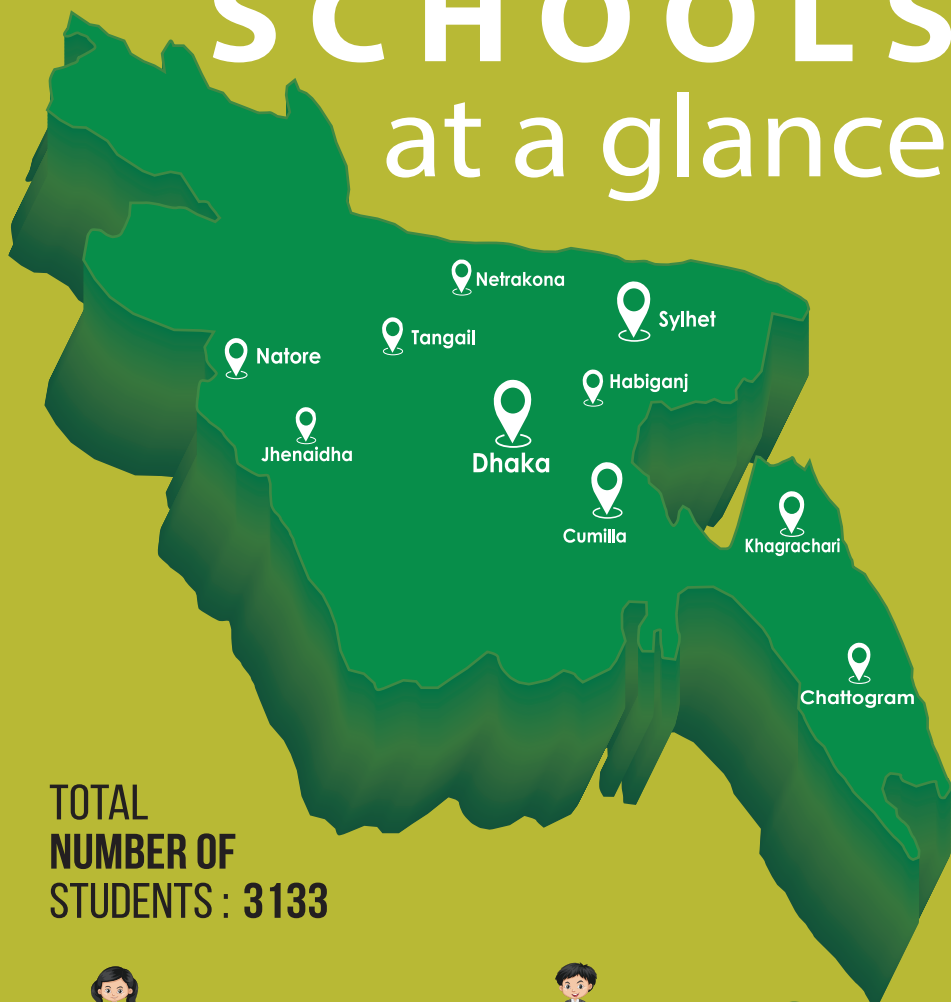 SCHOOLS
at a glance
Netrakona
Sylhet
Tangail
Natore
Habiganj
Jhenaidha
Dhaka
Cumilla
Khagrachari
Chattogram
TOTAL
NUMBER OF
STUDENTS : 3133